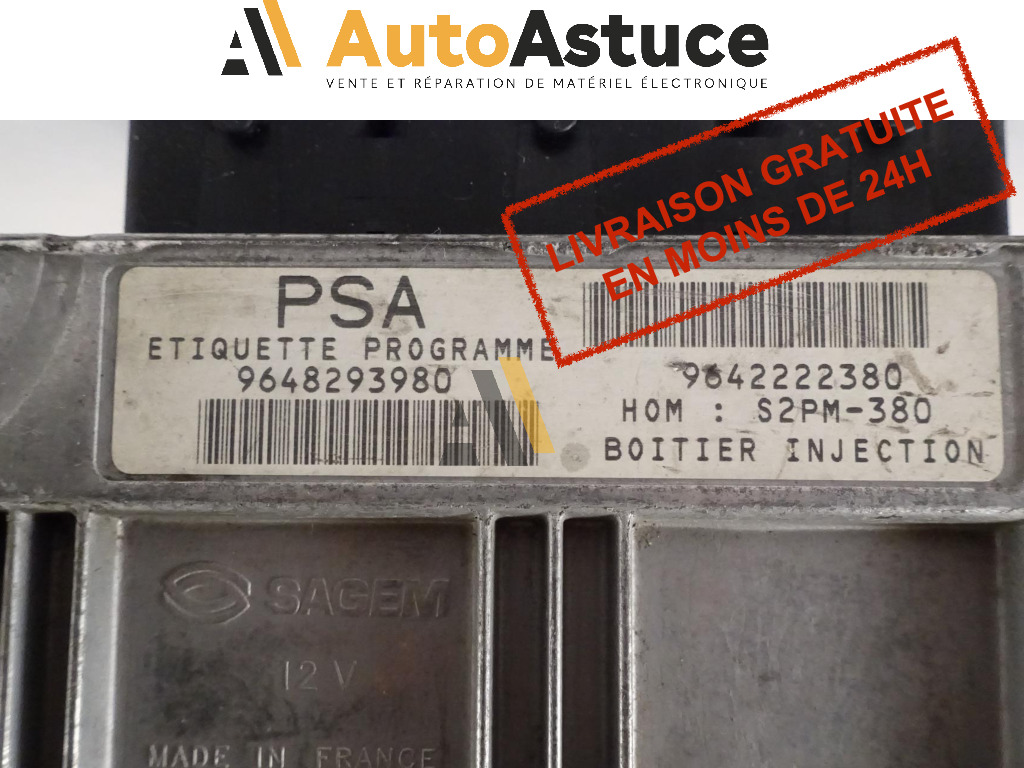 AutoAstuce
VENTE ET RÉPARATION DE MATÉRIEL ÉLECTRONIQUE
LIVRAISON GRATUITE
EN MOINS DE 24H
PSA
ETIQUETTE PROGRAMME
9648293980
9642222380
HOM : S2PM-380
BOITIER INJECTION
SAGEM
12 V
MADE IN FRANCE